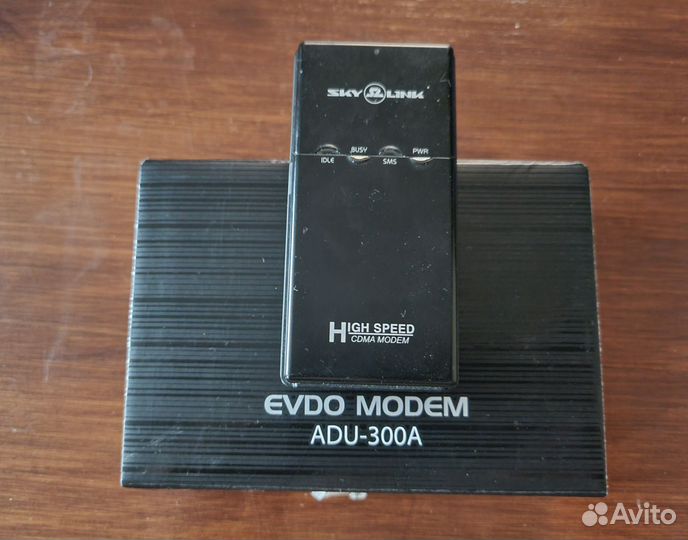 SKY LINK
IDLE BUSY SMS PWR
HIGH SPEED
CDMA MODEM
EVDO MODEM
ADU-300A
Avito